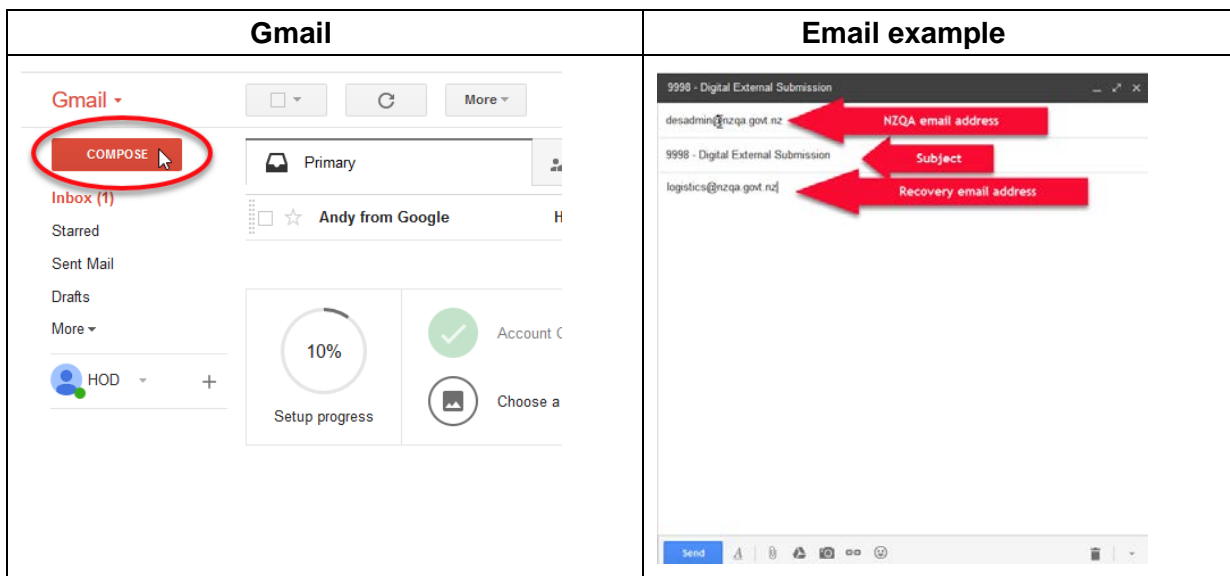 Gmail
Email example
Gmail
More
COMPOSE
Primary
Inbox (1)
Andy from Google
H
Starred
Sent Mail
Drafts
More
HOD
10%
Setup progress
Account C
Choose a
9998 - Digital External Submission
desadmin@nzqa.govt.nz
NZQA email address
9998 - Digital External Submission
Subject
logistics@nzqa.govt.nz
Recovery email address
Send